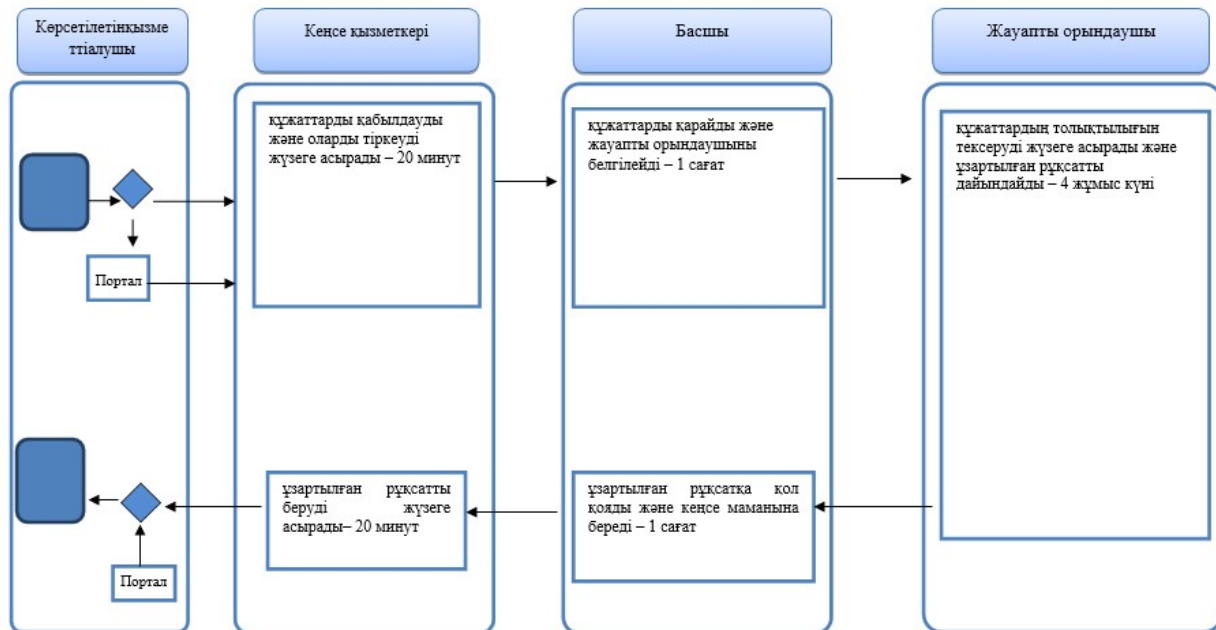 Көрсетілетінқызме
ттіалушы
Кеңсе қызметкері
Басшы
Жауапты орындаушы
құжаттарды қабылдауды
және оларды тіркеуді
жүзеге асырады – 20 минут
құжаттарды қарайды және
жауапты орындаушыны
белгілейді – 1 сағат
құжаттардың толықтылығын
тексеруді жүзеге асырады және
ұзартылған рұқсатты
дайындайды – 4 жұмыс күні
Портал
ұзартылған рұқсатты
беруді жүзеге
асырады– 20 минут
ұзартылған рұқсатқа қол
қояды және кеңсе маманына
береді – 1 сағат
Портал